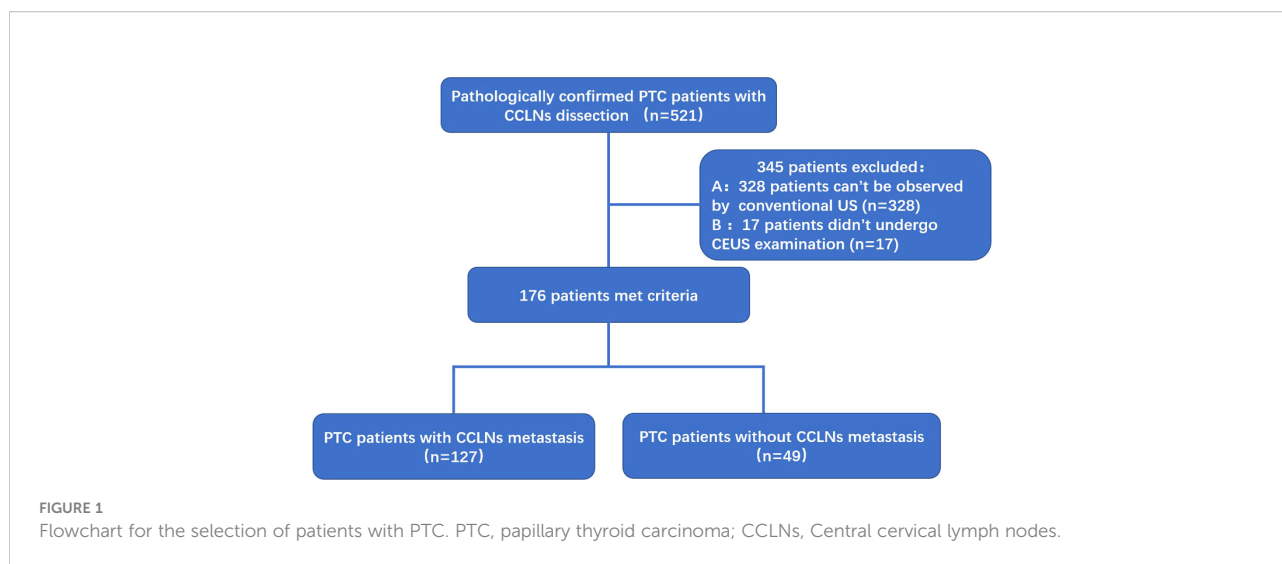 Pathologically confirmed PTC patients with
CCLNs dissection （n=521)
345 patients excluded：
A： 328 patients can't be observed
by conventional US (n=328)
B ： 17 patients didn't undergo
CEUS examination (n=17)
176 patients met criteria
PTC patients with CCLNs metastasis
（n=127)
PTC patients without CCLNs metastasis
（n=49)
FIGURE 1
Flowchart for the selection of patients with PTC. PTC, papillary thyroid carcinoma; CCLNs, Central cervical lymph nodes.